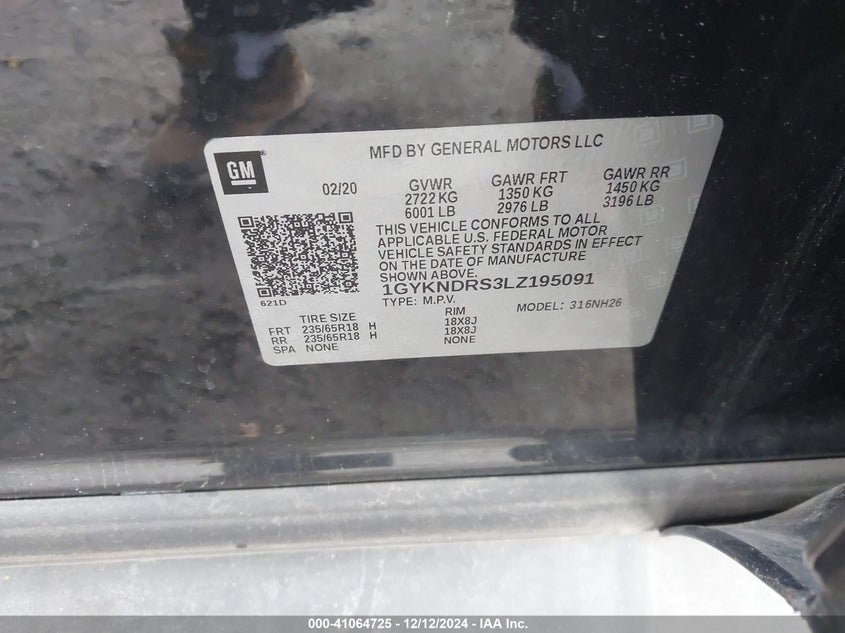 GM
MFD BY GENERAL MOTORS LLC
02/20
GVWR GAWR FRT GAWR RR
2722 KG 1350 KG 1450 KG
6001 LB 2976 LB 3196 LB
THIS VEHICLE CONFORMS TO ALL
APPLICABLE U.S. FEDERAL MOTOR
VEHICLE SAFETY STANDARDS IN EFFECT
ON THE DATE OF MANUFACTURE
SHOWN ABOVE.
621D
1GYKNDRS3LZ195091
TYPE: M.P.V. MODEL: 316NH26
TIRE SIZE RIM
FRT 235/65R18 H 18X8J
RR 235/65R18 H 18X8J
SPA NONE NONE
000-41064725 - 12/12/2024 - IAA Inc.